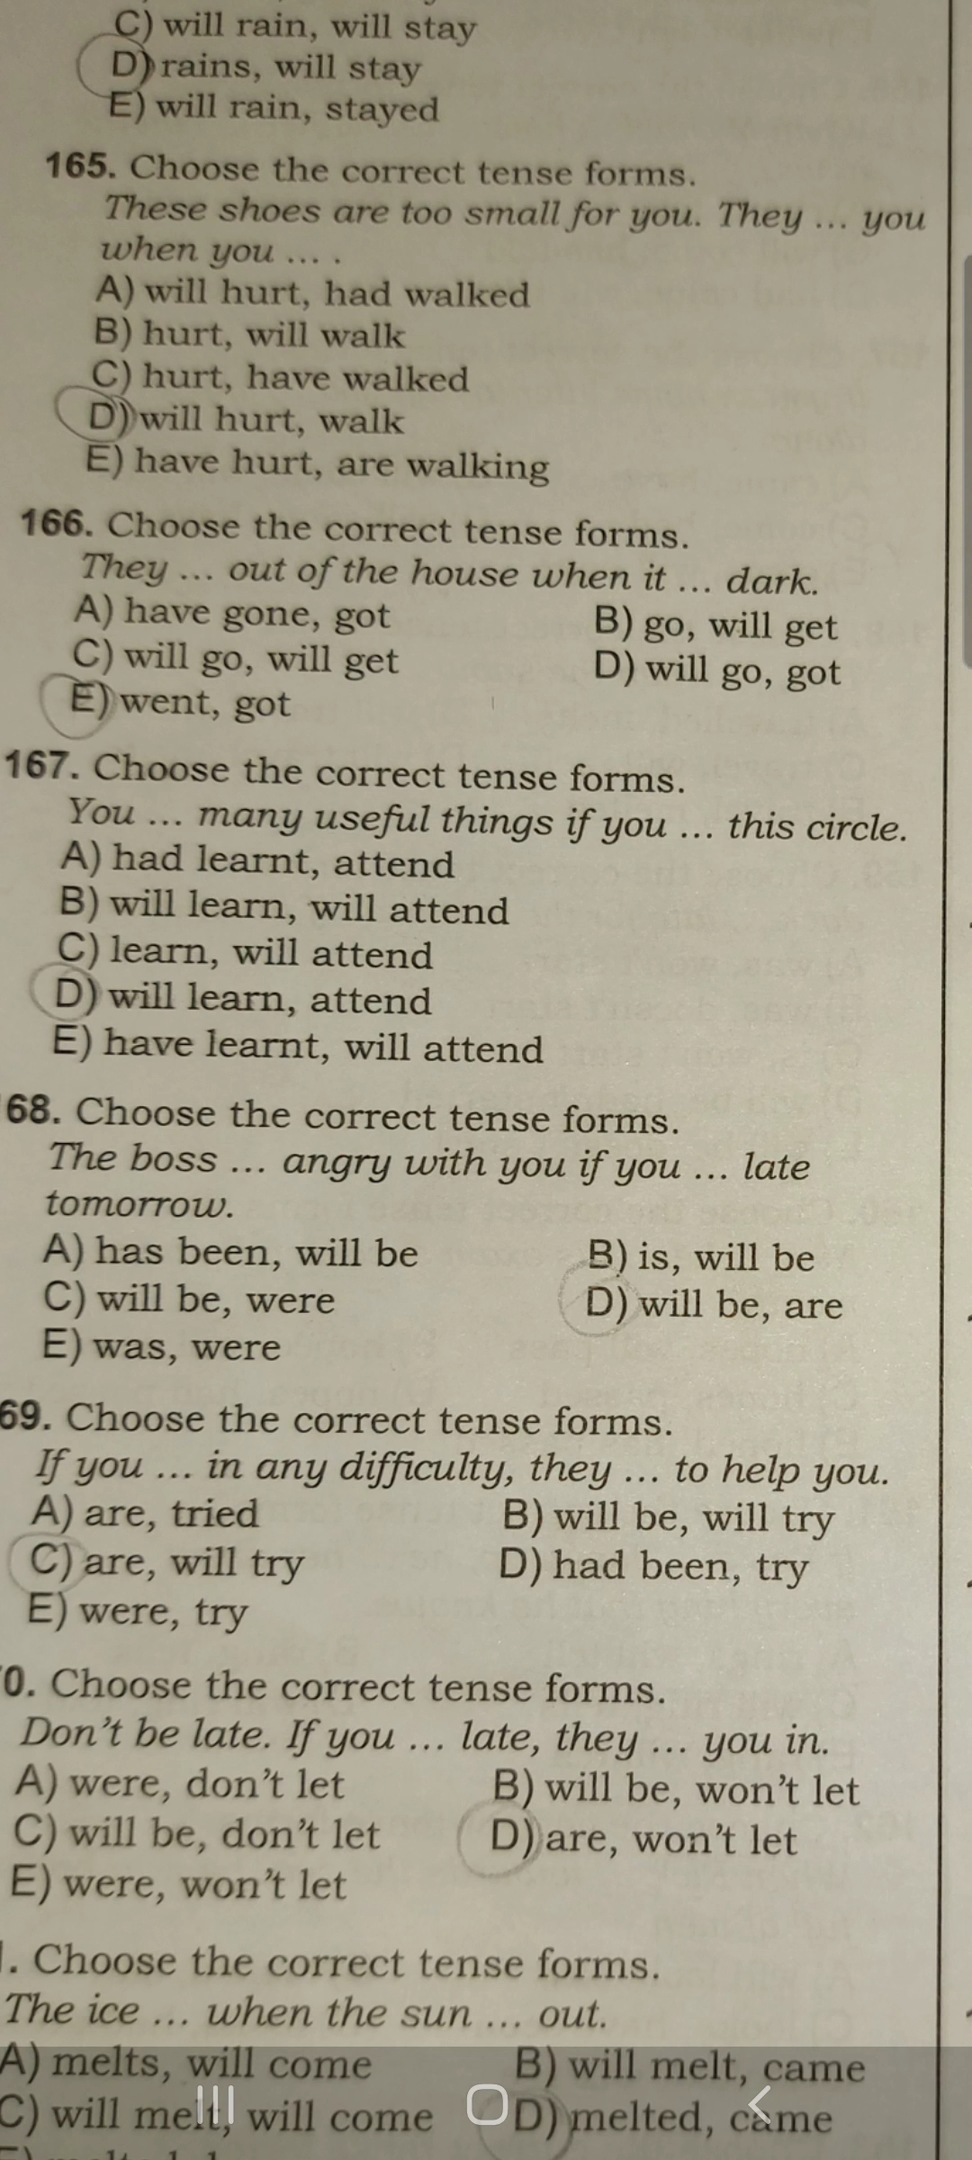 C) will rain, will stay
D) rains, will stay
E) will rain, stayed
165. Choose the correct tense forms.
These shoes are too small for you. They ... you
when you ... .
A) will hurt, had walked
B) hurt, will walk
C) hurt, have walked
D) will hurt, walk
E) have hurt, are walking
166. Choose the correct tense forms.
They ... out of the house when it ... dark.
A) have gone, got B) go, will get
C) will go, will get D) will go, got
E) went, got
167. Choose the correct tense forms.
You ... many useful things if you ... this circle.
A) had learnt, attend
B) will learn, will attend
C) learn, will attend
D) will learn, attend
E) have learnt, will attend
68. Choose the correct tense forms.
The boss ... angry with you if you ... late
tomorrow.
A) has been, will be B) is, will be
C) will be, were D) will be, are
E) was, were
69. Choose the correct tense forms.
If you ... in any difficulty, they ... to help you.
A) are, tried B) will be, will try
C) are, will try D) had been, try
E) were, try
0. Choose the correct tense forms.
Don't be late. If you ... late, they ... you in.
A) were, don't let B) will be, won't let
C) will be, don't let D) are, won't let
E) were, won't let
. Choose the correct tense forms.
The ice ... when the sun ... out.
A) melts, will come B) will melt, came
C) will melt, will come D) melted, came